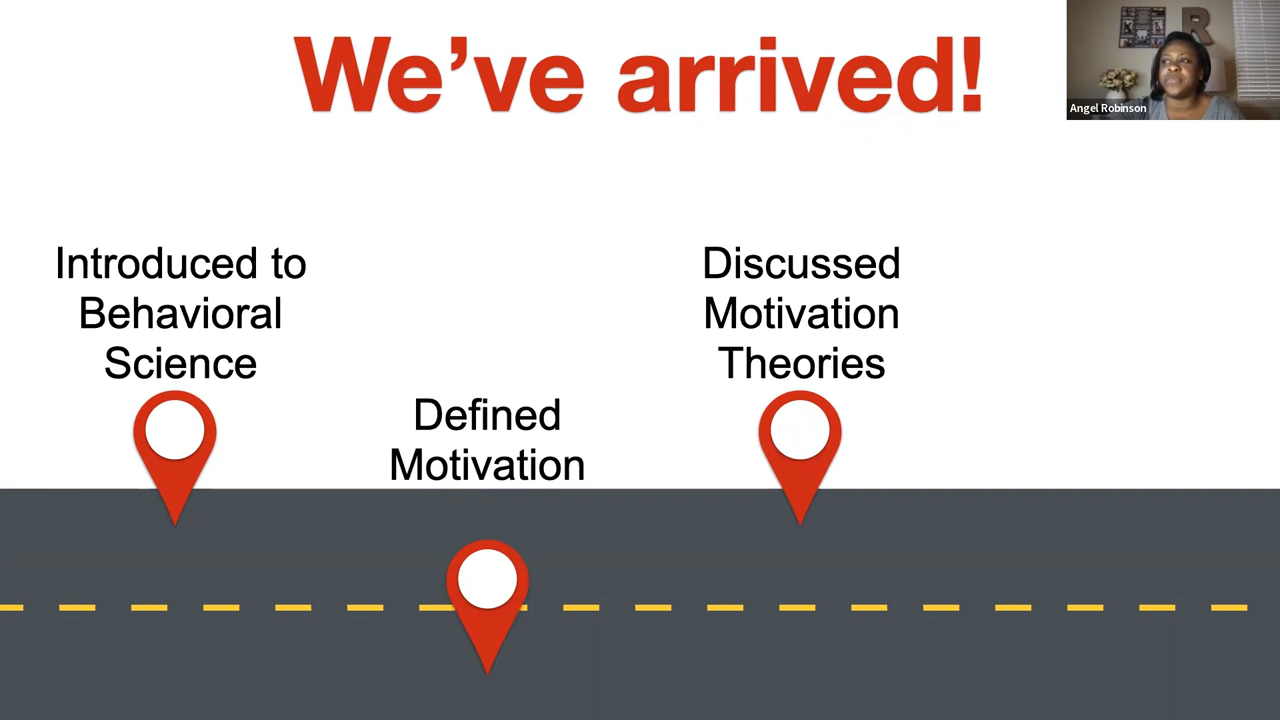 We've arrived!
R
Angel Robinson
Introduced to
Behavioral
Science
Discussed
Motivation
Theories
Defined
Motivation